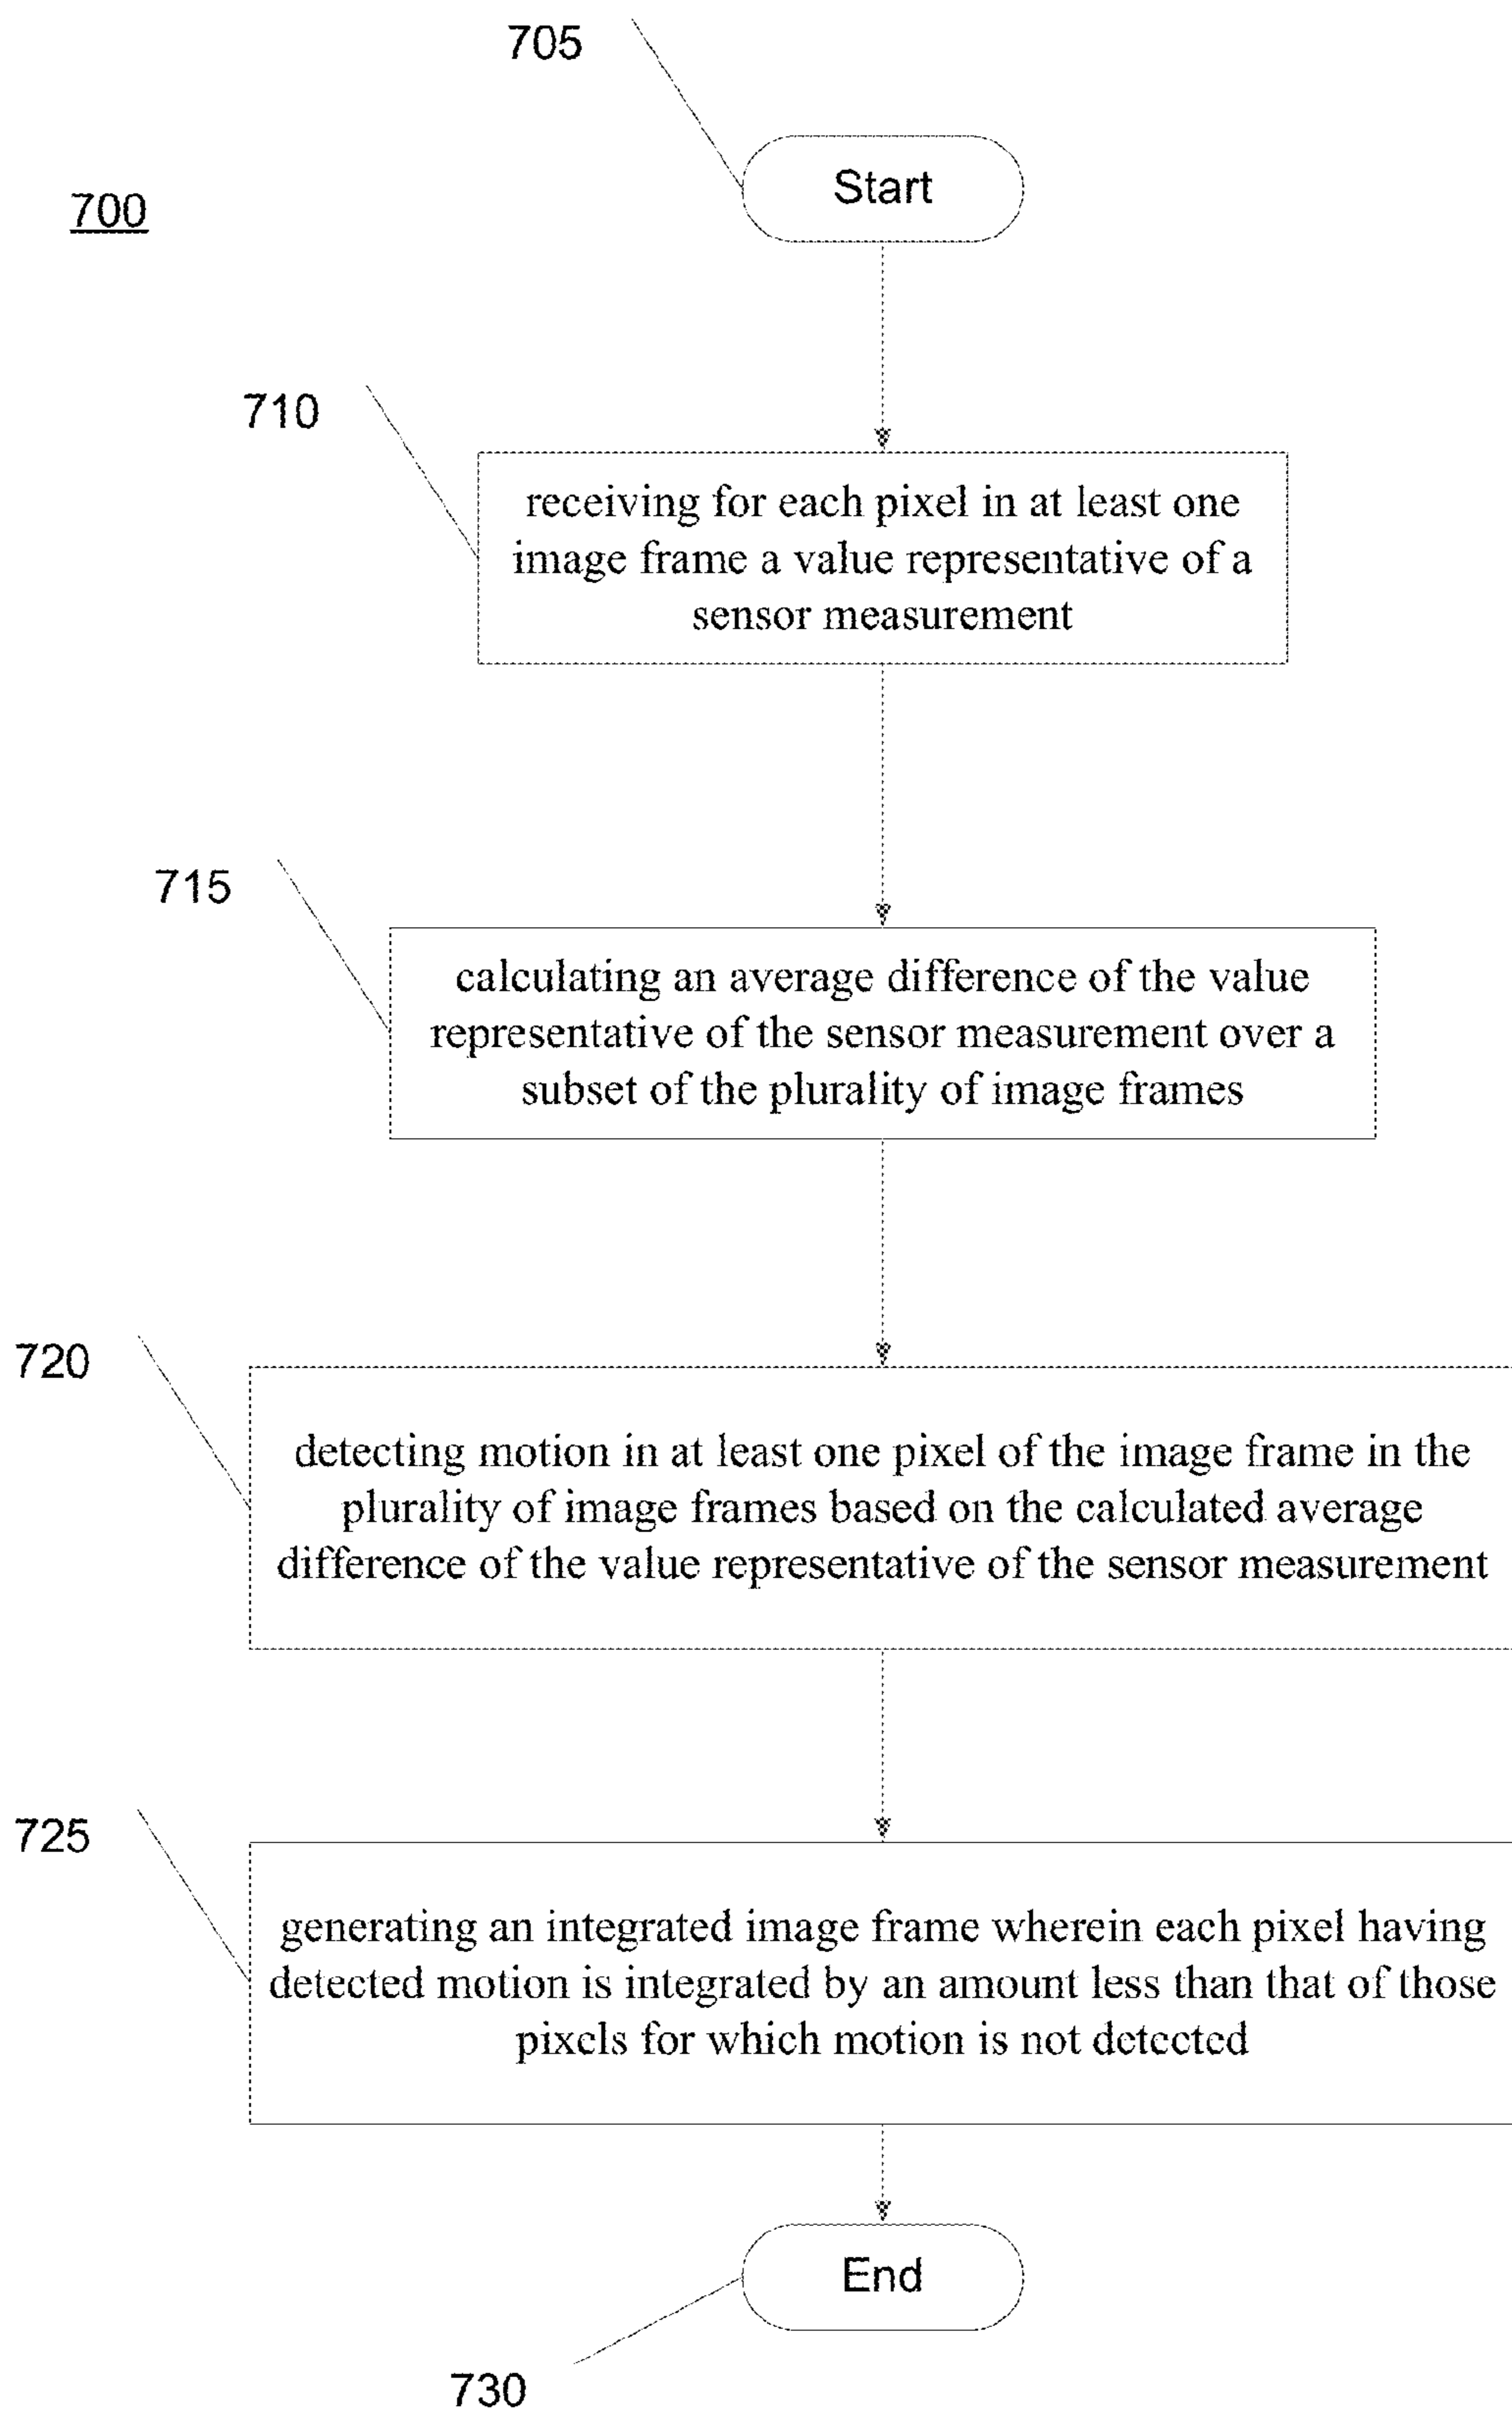 705
Start
700
710
receiving for each pixel in at least one
image frame a value representative of a
sensor measurement
715
calculating an average difference of the value
representative of the sensor measurement over a
subset of the plurality of image frames
720
detecting motion in at least one pixel of the image frame in the
plurality of image frames based on the calculated average
difference of the value representative of the sensor measurement
725
generating an integrated image frame wherein each pixel having
detected motion is integrated by an amount less than that of those
pixels for which motion is not detected
End
730